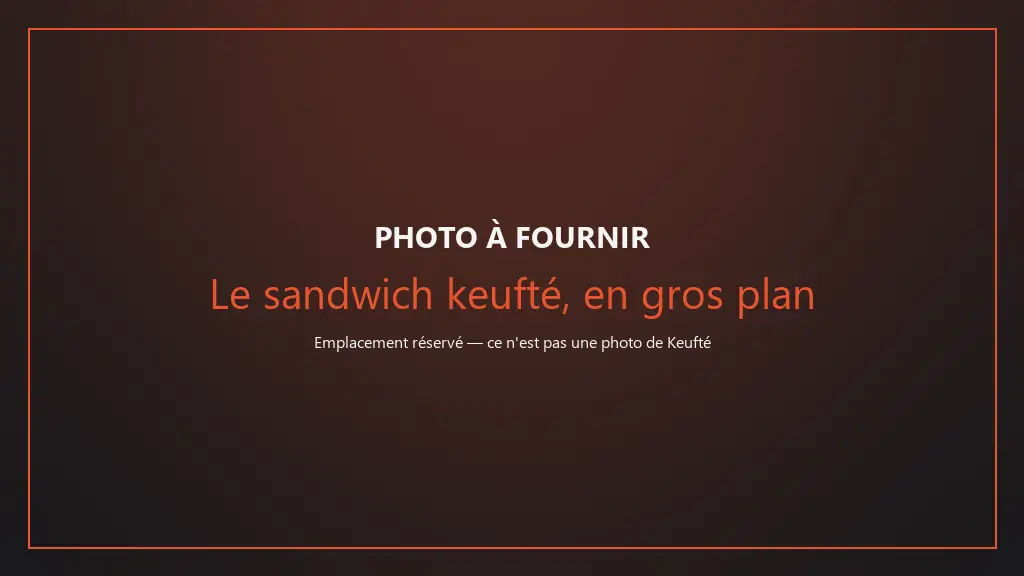 PHOTO À FOURNIR
Le sandwich keufté, en gros plan
Emplacement réservé — ce n'est pas une photo de Keufté